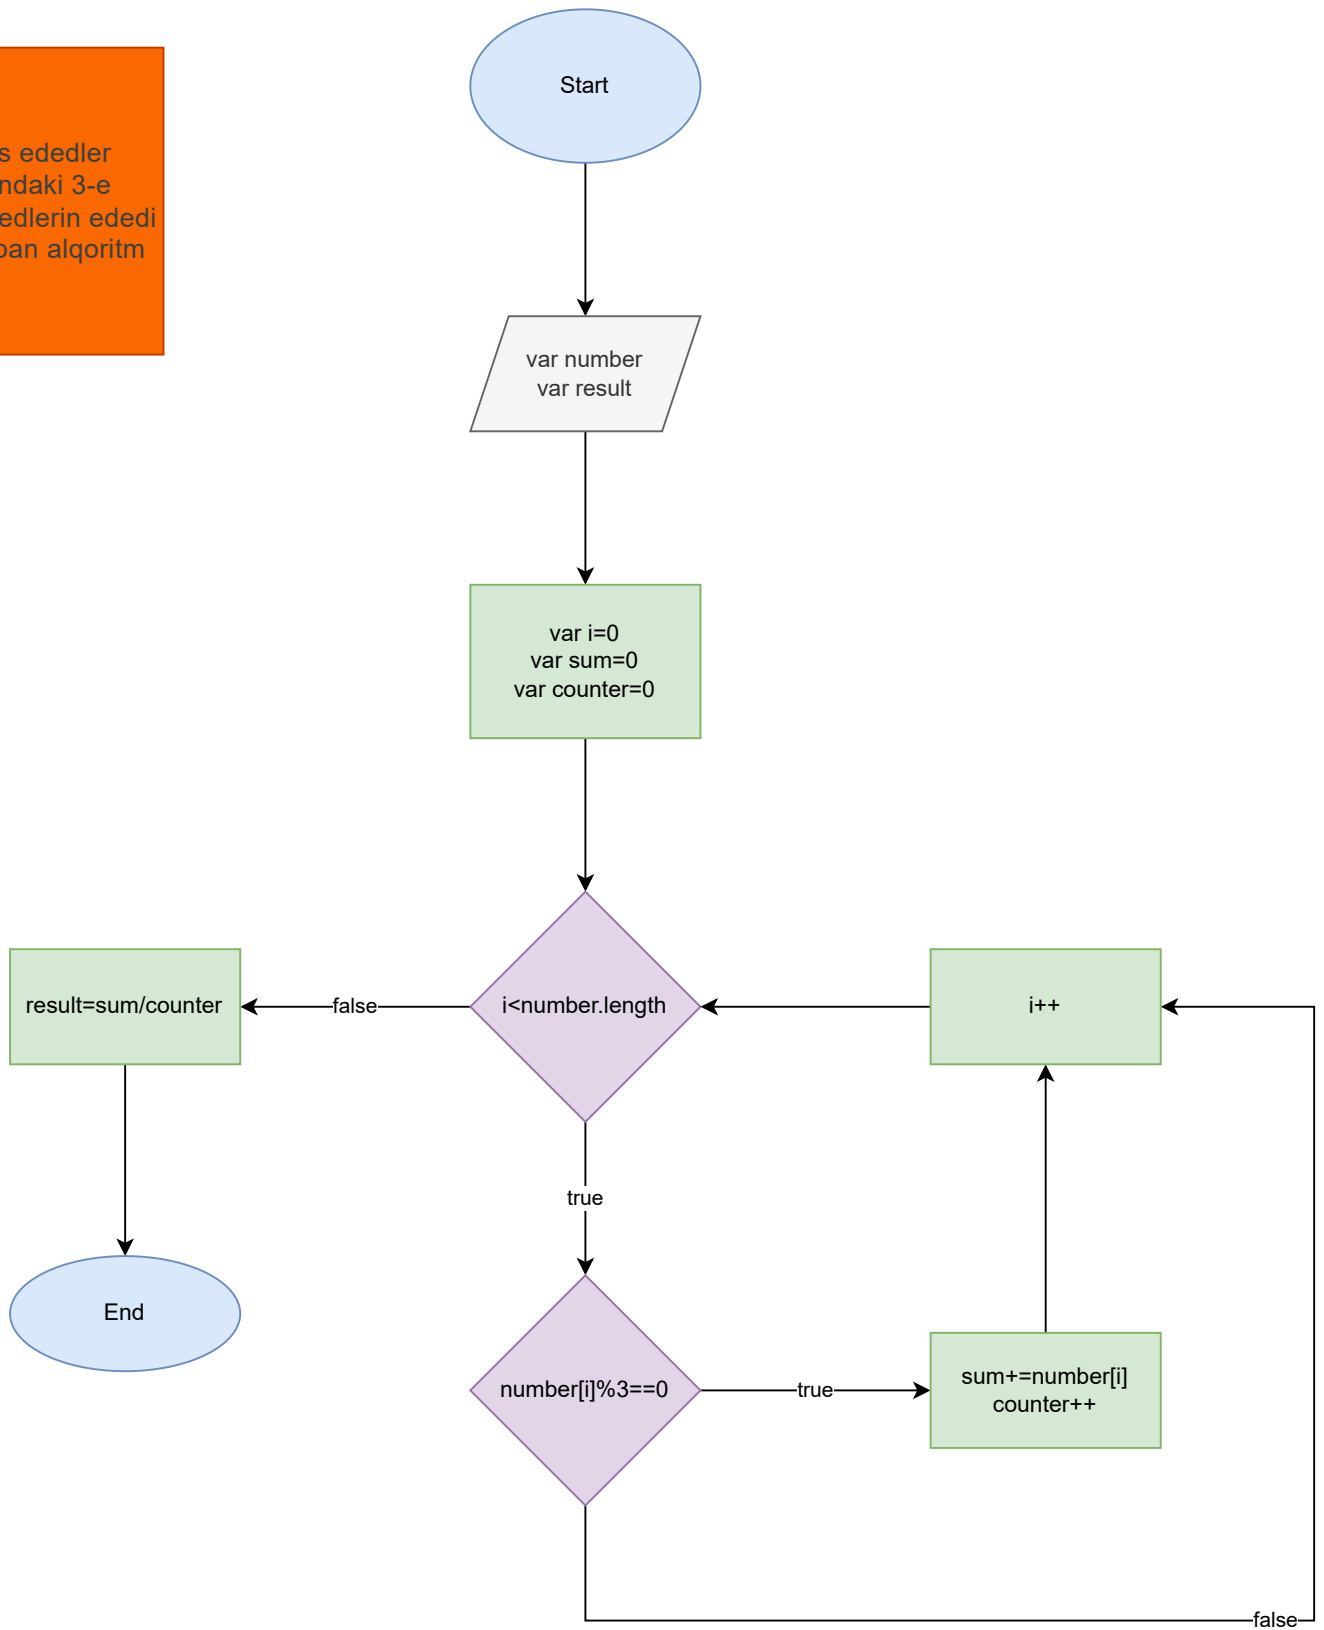 Start
s ededler
ndaki 3-e
edlerin ededi
alqoritm
var number
var result
var i=0
var sum=0
var counter=0
result=sum/counter
false
i<number.length
i++
true
End
number[i]%3==0
true
sum+=number[i]
counter++
false